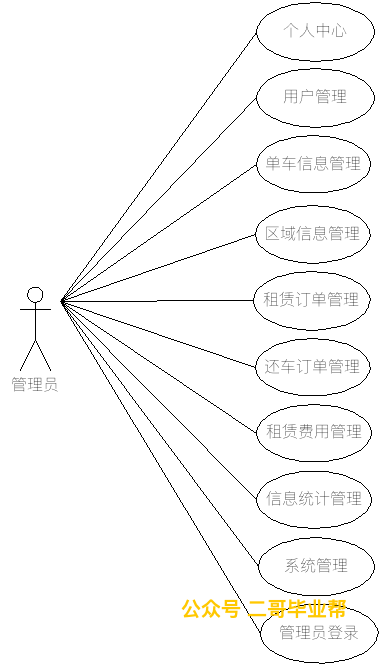 个人中心
用户管理
单车信息管理
区域信息管理
租赁订单管理
管理员
还车订单管理
租赁费用管理
信息统计管理
系统管理
公众号 二哥毕业帮
管理员登录